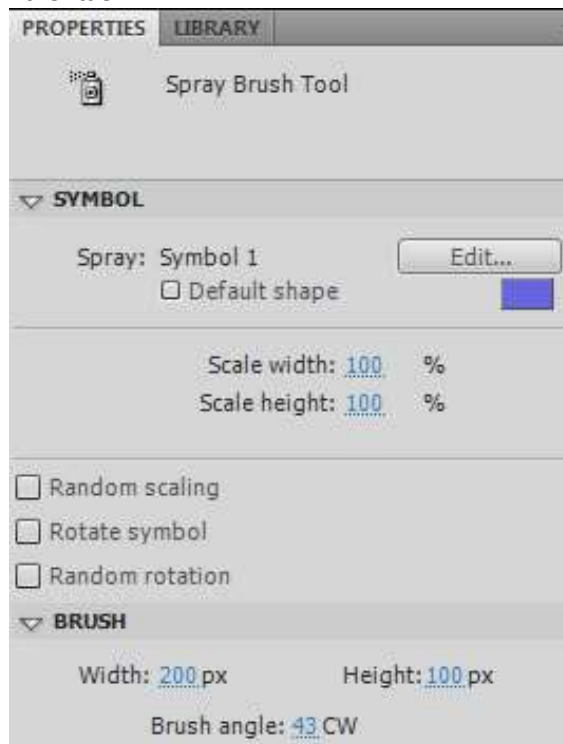 PROPERTIES LIBRARY
Spray Brush Tool
SYMBOL
Spray: Symbol 1 Edit...
Default shape
Scale width: 100 %
Scale height: 100 %
Random scaling
Rotate symbol
Random rotation
BRUSH
Width: 200 px Height: 100 px
Brush angle: 43 CW